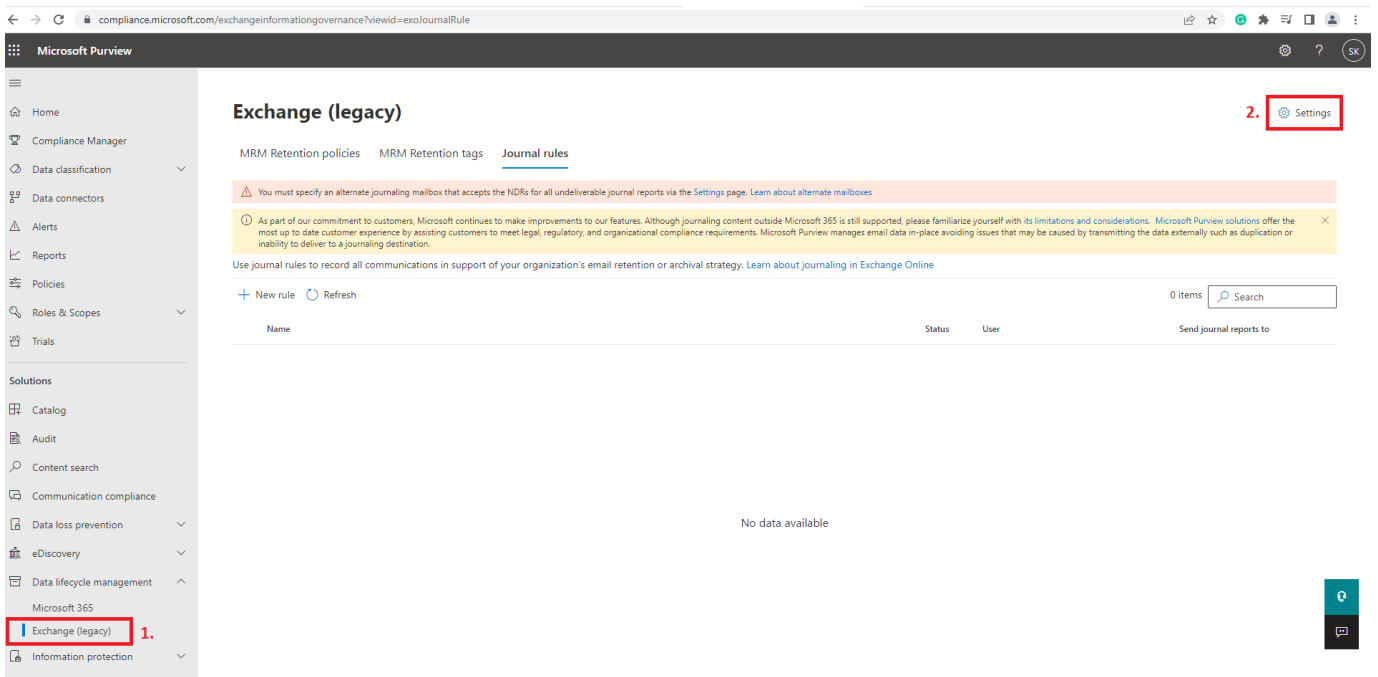 compliance.microsoft.com/exchangeinformationgovernance?viewid=exoJournalRule
Microsoft Purview
?
SK
Home
Compliance Manager
Data classification
Data connectors
Alerts
Reports
Policies
Roles & Scopes
Trials
Solutions
Catalog
Audit
Content search
Communication compliance
Data loss prevention
eDiscovery
Data lifecycle management
Microsoft 365
Exchange (legacy)
1.
Information protection
Exchange (legacy)
2.
Settings
MRM Retention policies MRM Retention tags Journal rules
You must specify an alternate journaling mailbox that accepts the NDRs for all undeliverable journal reports via the Settings page. Learn about alternate mailboxes
As part of our commitment to customers, Microsoft continues to make improvements to our features. Although journaling content outside Microsoft 365 is still supported, please familiarize yourself with its limitations and considerations. Microsoft Purview solutions offer the
most up to date customer experience by assisting customers to meet legal, regulatory, and organizational compliance requirements. Microsoft Purview manages email data in-place avoiding issues that may be caused by transmitting the data externally such as duplication or
inability to deliver to a journaling destination.
Use journal rules to record all communications in support of your organization's email retention or archival strategy. Learn about journaling in Exchange Online
New rule Refresh
0 items
Search
Name Status User Send journal reports to
No data available